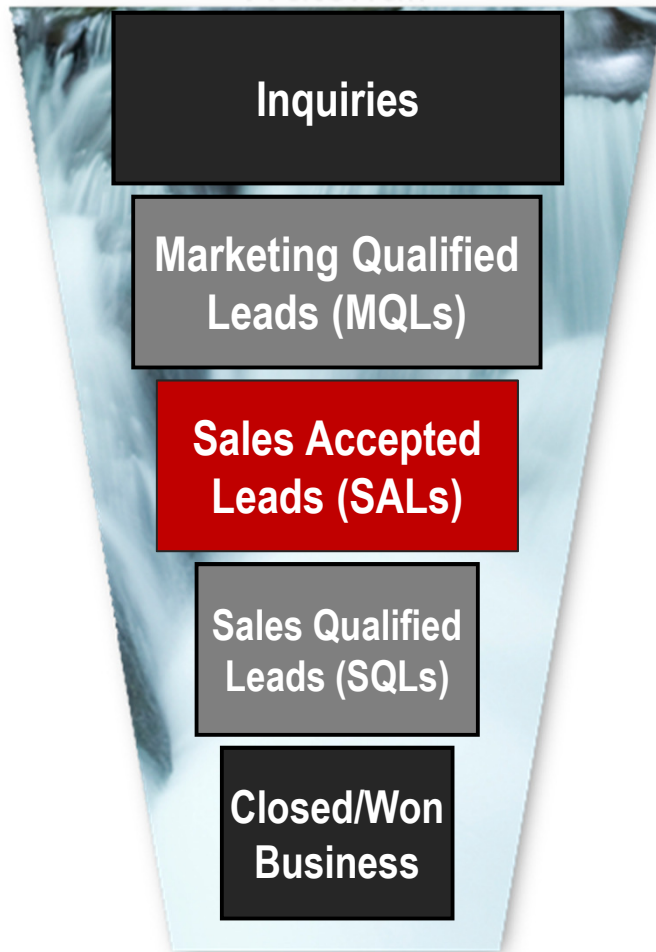 Inquiries
Marketing Qualified
Leads (MQLs)
Sales Accepted
Leads (SALs)
Sales Qualified
Leads (SQLs)
Closed/Won
Business